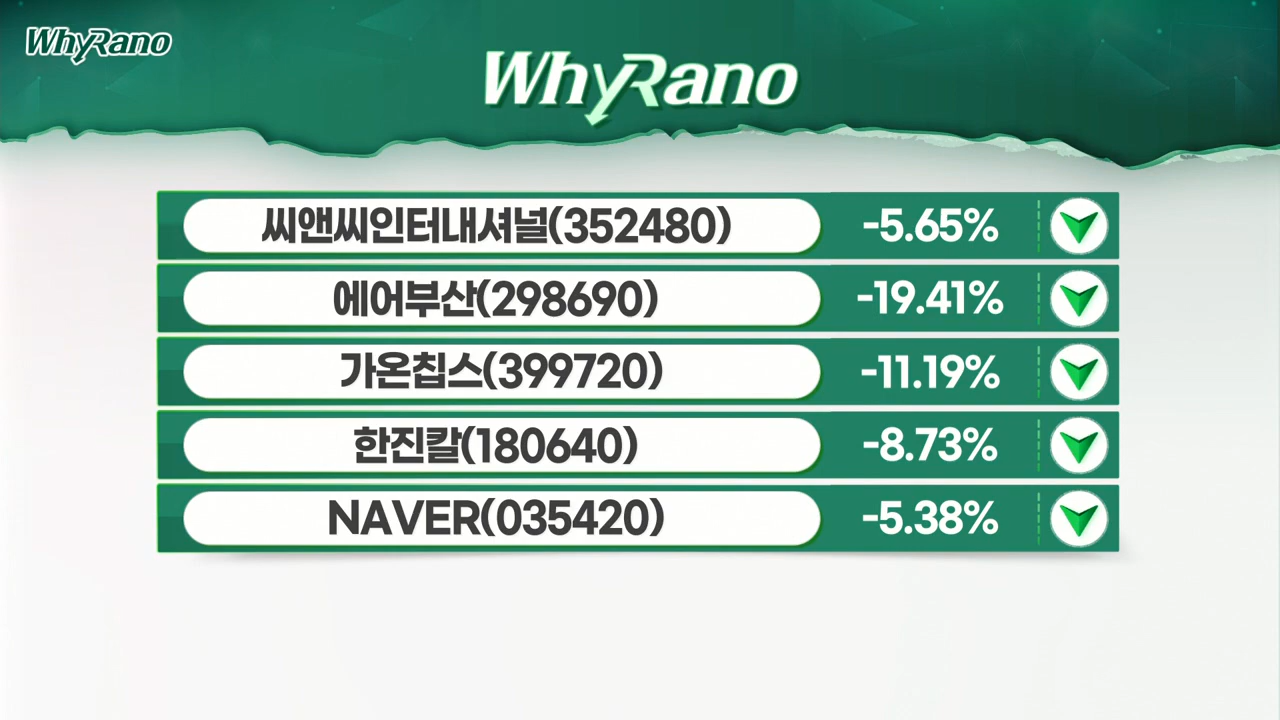 WhyRano
WhyRano
씨앤씨인터내셔널(352480) -5.65%
에어부산(298690) -19.41%
가온칩스(399720) -11.19%
한진칼(180640) -8.73%
NAVER(035420) -5.38%